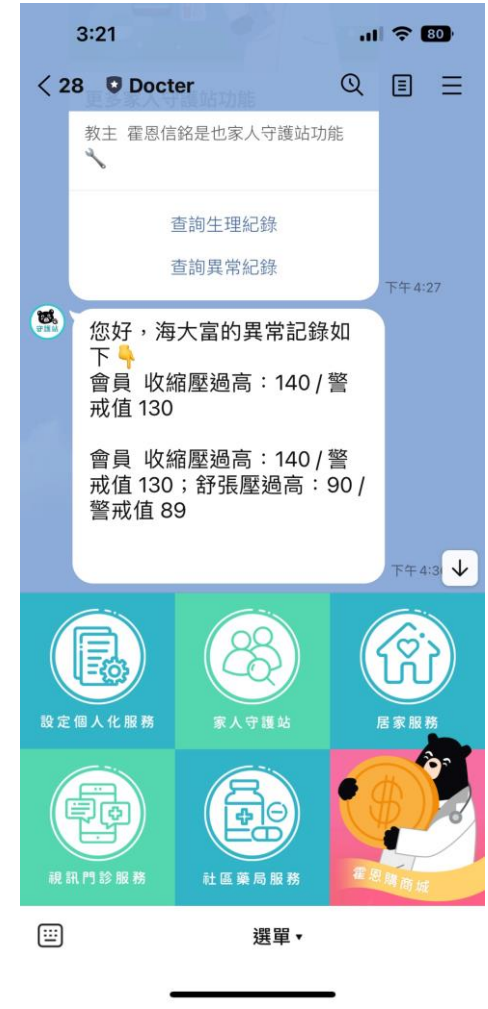 3:21
80
28 Docter
更多家人守護站功能
教主 霍恩信銘是也家人守護站功能
查詢生理紀錄
查詢異常紀錄
下午 4:27
守護站
您好，海大富的異常記錄如
下👇
會員 收縮壓過高：140 / 警
戒值 130
會員 收縮壓過高：140 / 警
戒值 130；舒張壓過高：90 /
警戒值 89
下午 4:3
設定個人化服務
家人守護站
居家服務
視訊門診服務
社區藥局服務
霍恩購商城
選單